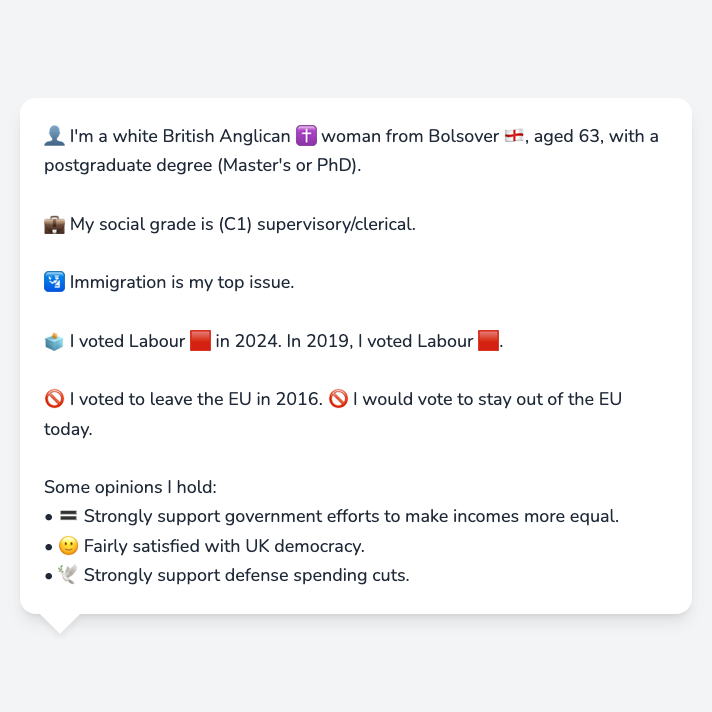 👤 I'm a white British Anglican ✝️ woman from Bolsover 🏴󠁧󠁢󠁥󠁮󠁧󠁿, aged 63, with a
postgraduate degree (Master's or PhD).
💼 My social grade is (C1) supervisory/clerical.
🛂 Immigration is my top issue.
🗳️ I voted Labour 🟥 in 2024. In 2019, I voted Labour 🟥.
🚫 I voted to leave the EU in 2016. 🚫 I would vote to stay out of the EU
today.
Some opinions I hold:
• 🟰 Strongly support government efforts to make incomes more equal.
• 🙂 Fairly satisfied with UK democracy.
• 🕊️ Strongly support defense spending cuts.